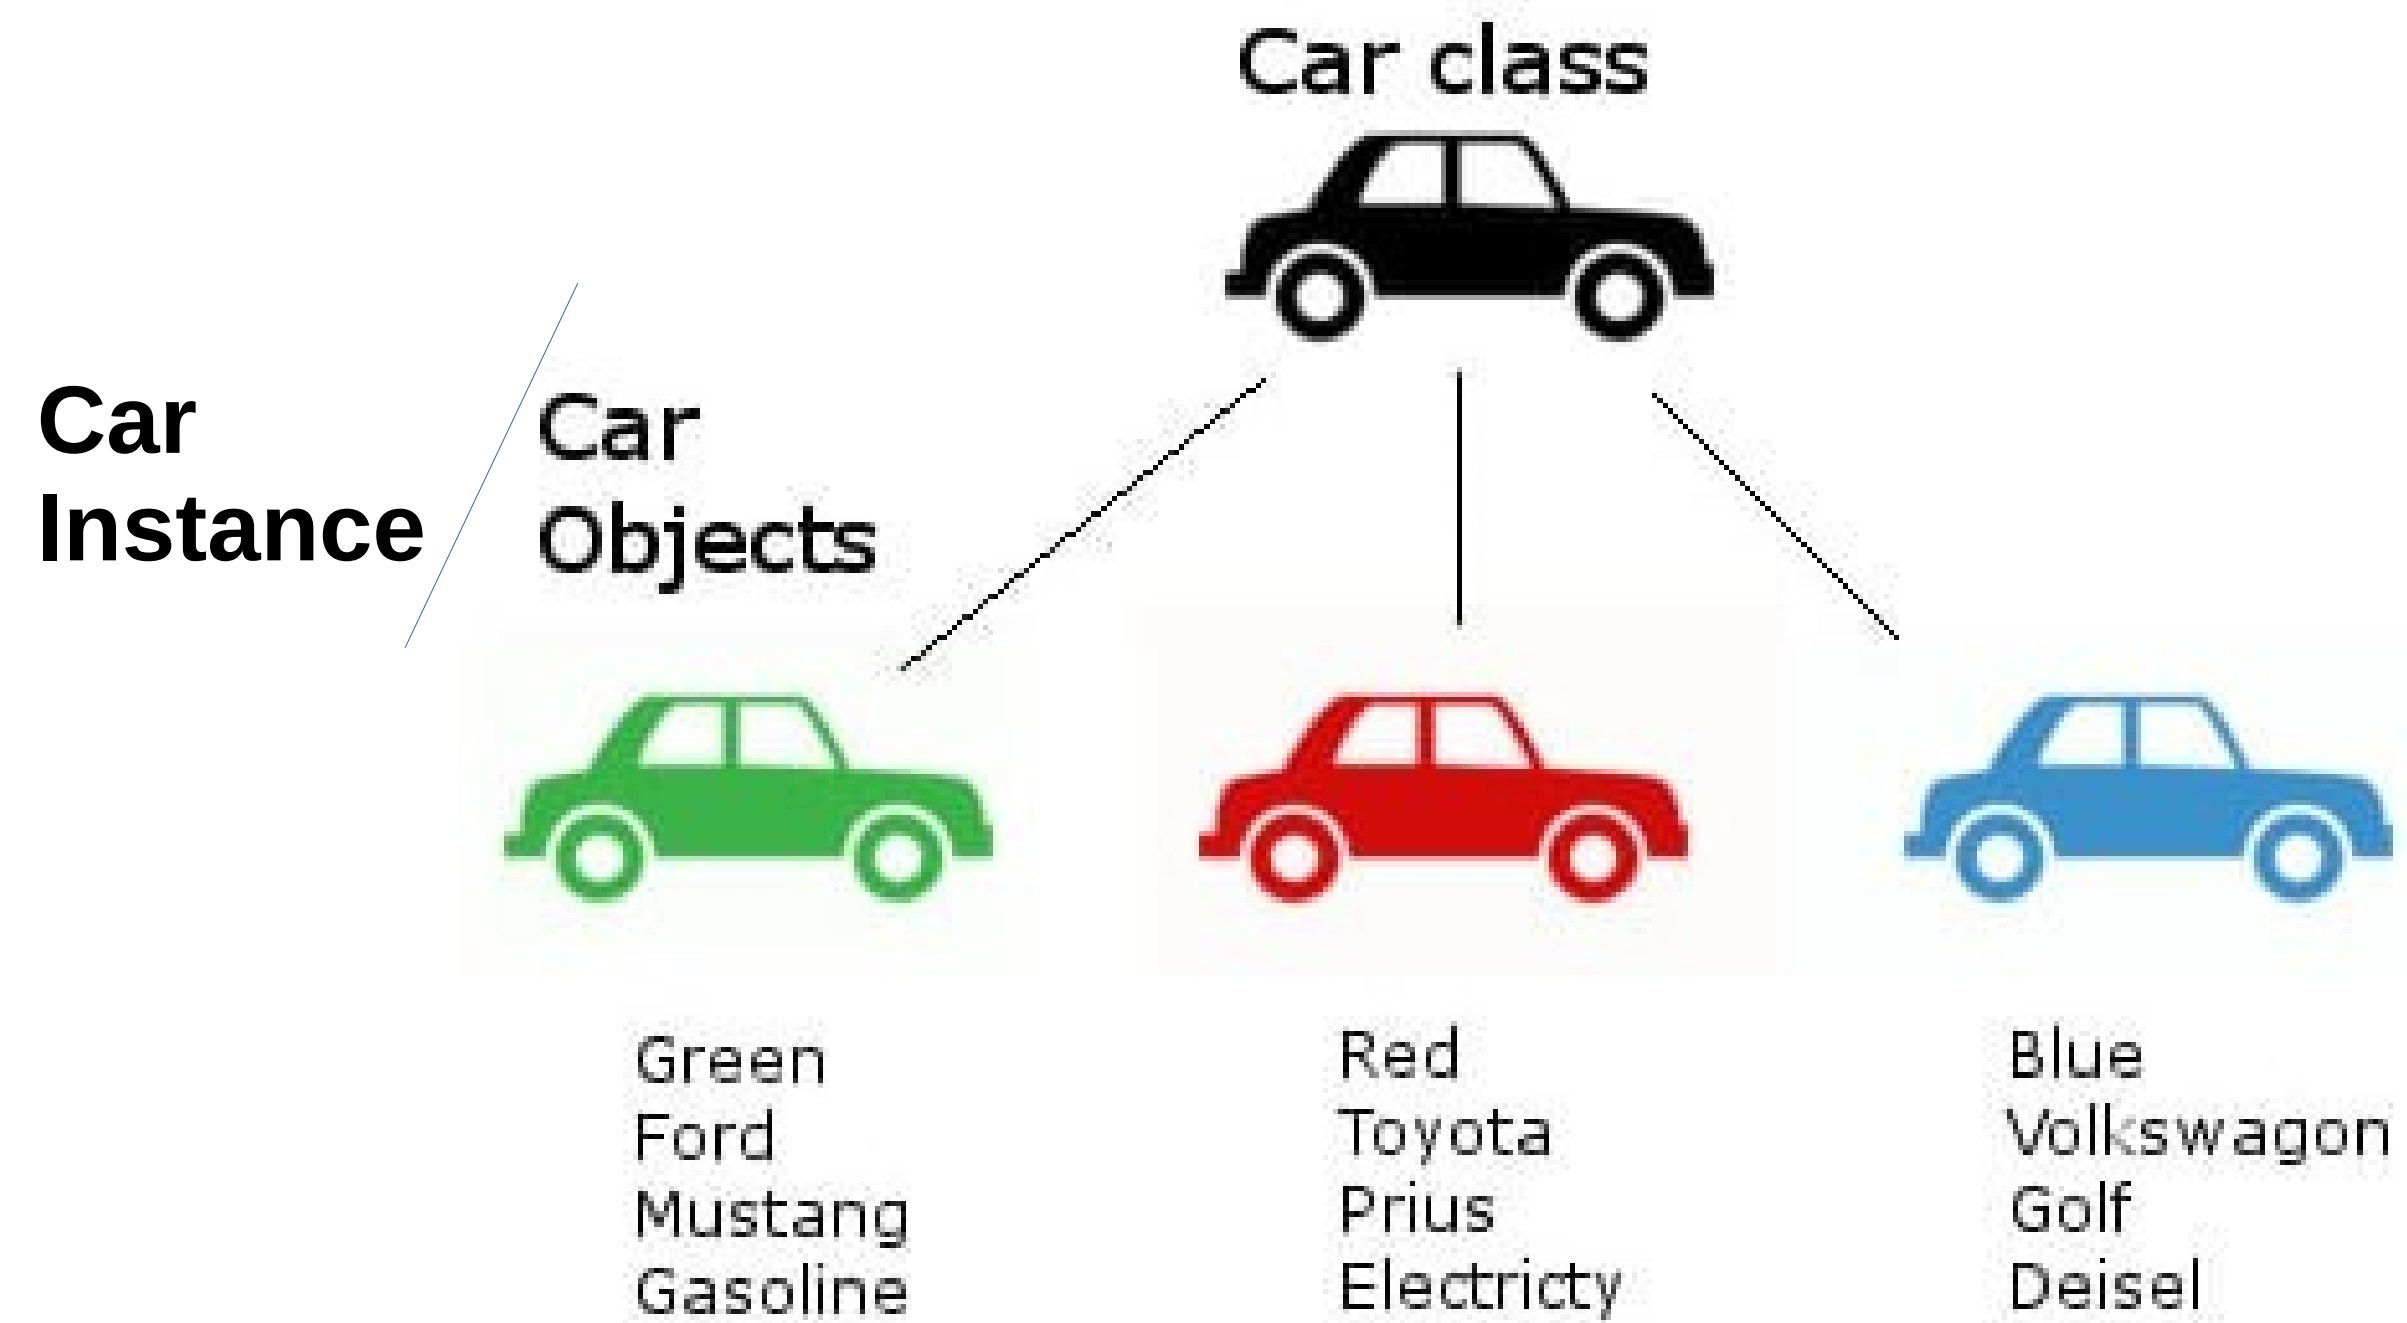 Car class
Car
Instance
Car
Objects
Green
Ford
Mustang
Gasoline
Red
Toyota
Prius
Electricty
Blue
Volkswagon
Golf
Deisel